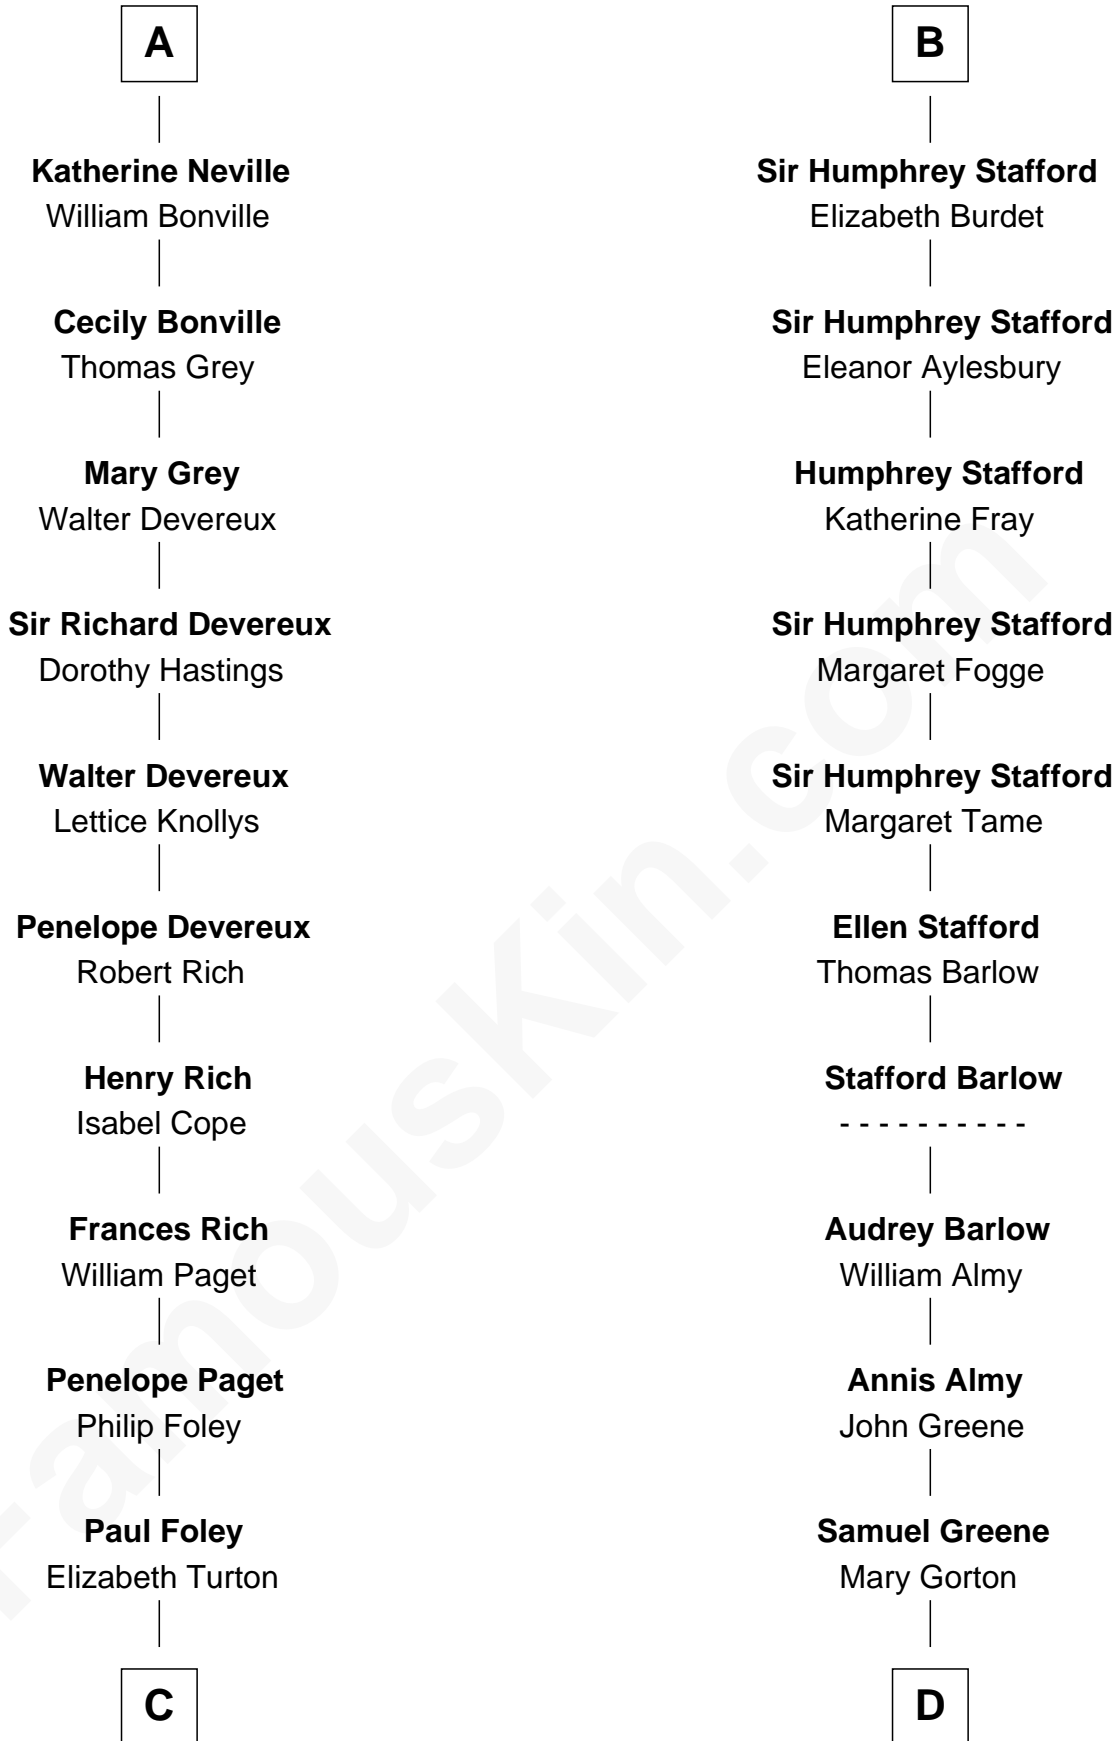 A
Katherine Neville
William Bonville
Cecily Bonville
Thomas Grey
Mary Grey
Walter Devereux
Sir Richard Devereux
Dorothy Hastings
Walter Devereux
Lettice Knollys
Penelope Devereux
Robert Rich
Henry Rich
Isabel Cope
Frances Rich
William Paget
Penelope Paget
Philip Foley
Paul Foley
Elizabeth Turton
C
B
Sir Humphrey Stafford
Elizabeth Burdet
Sir Humphrey Stafford
Eleanor Aylesbury
Humphrey Stafford
Katherine Fray
Sir Humphrey Stafford
Margaret Fogge
Sir Humphrey Stafford
Margaret Tame
Ellen Stafford
Thomas Barlow
Stafford Barlow
- - - - - - - - - -
Audrey Barlow
William Almy
Annis Almy
John Greene
Samuel Greene
Mary Gorton
D
FamousKin.com